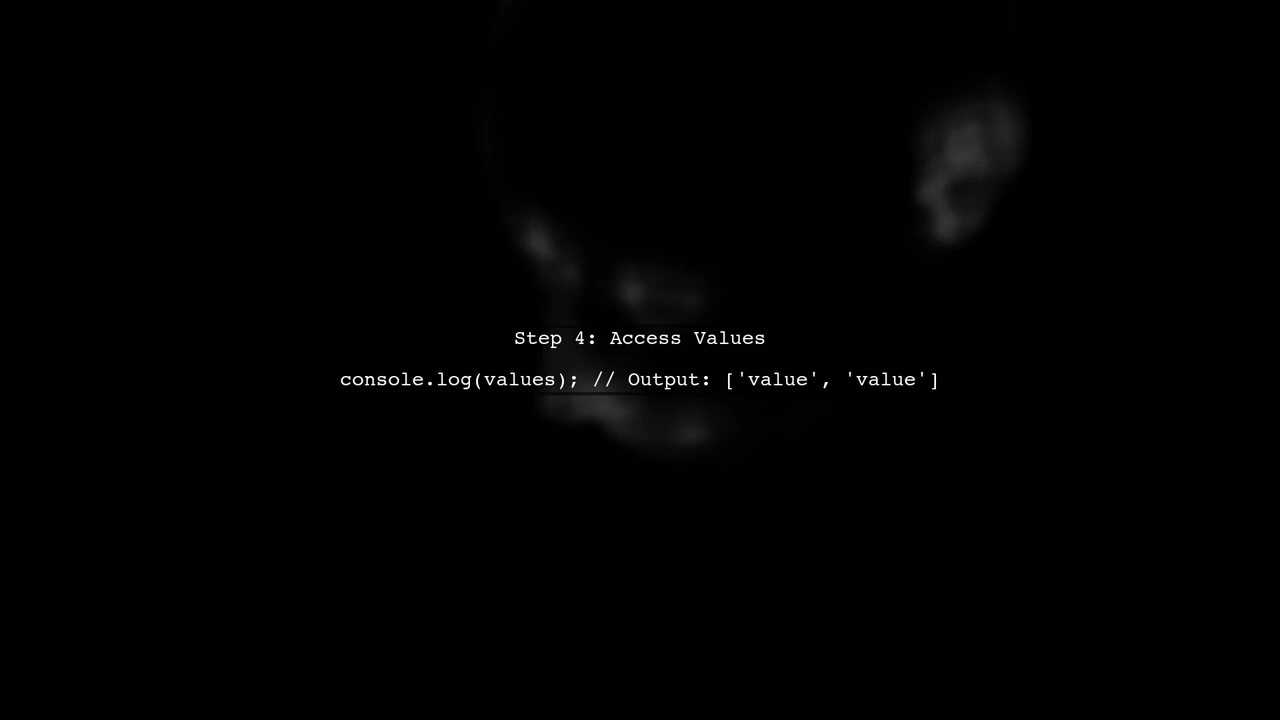 Step 4: Access Values
console.log(values); // Output: ['value', 'value']